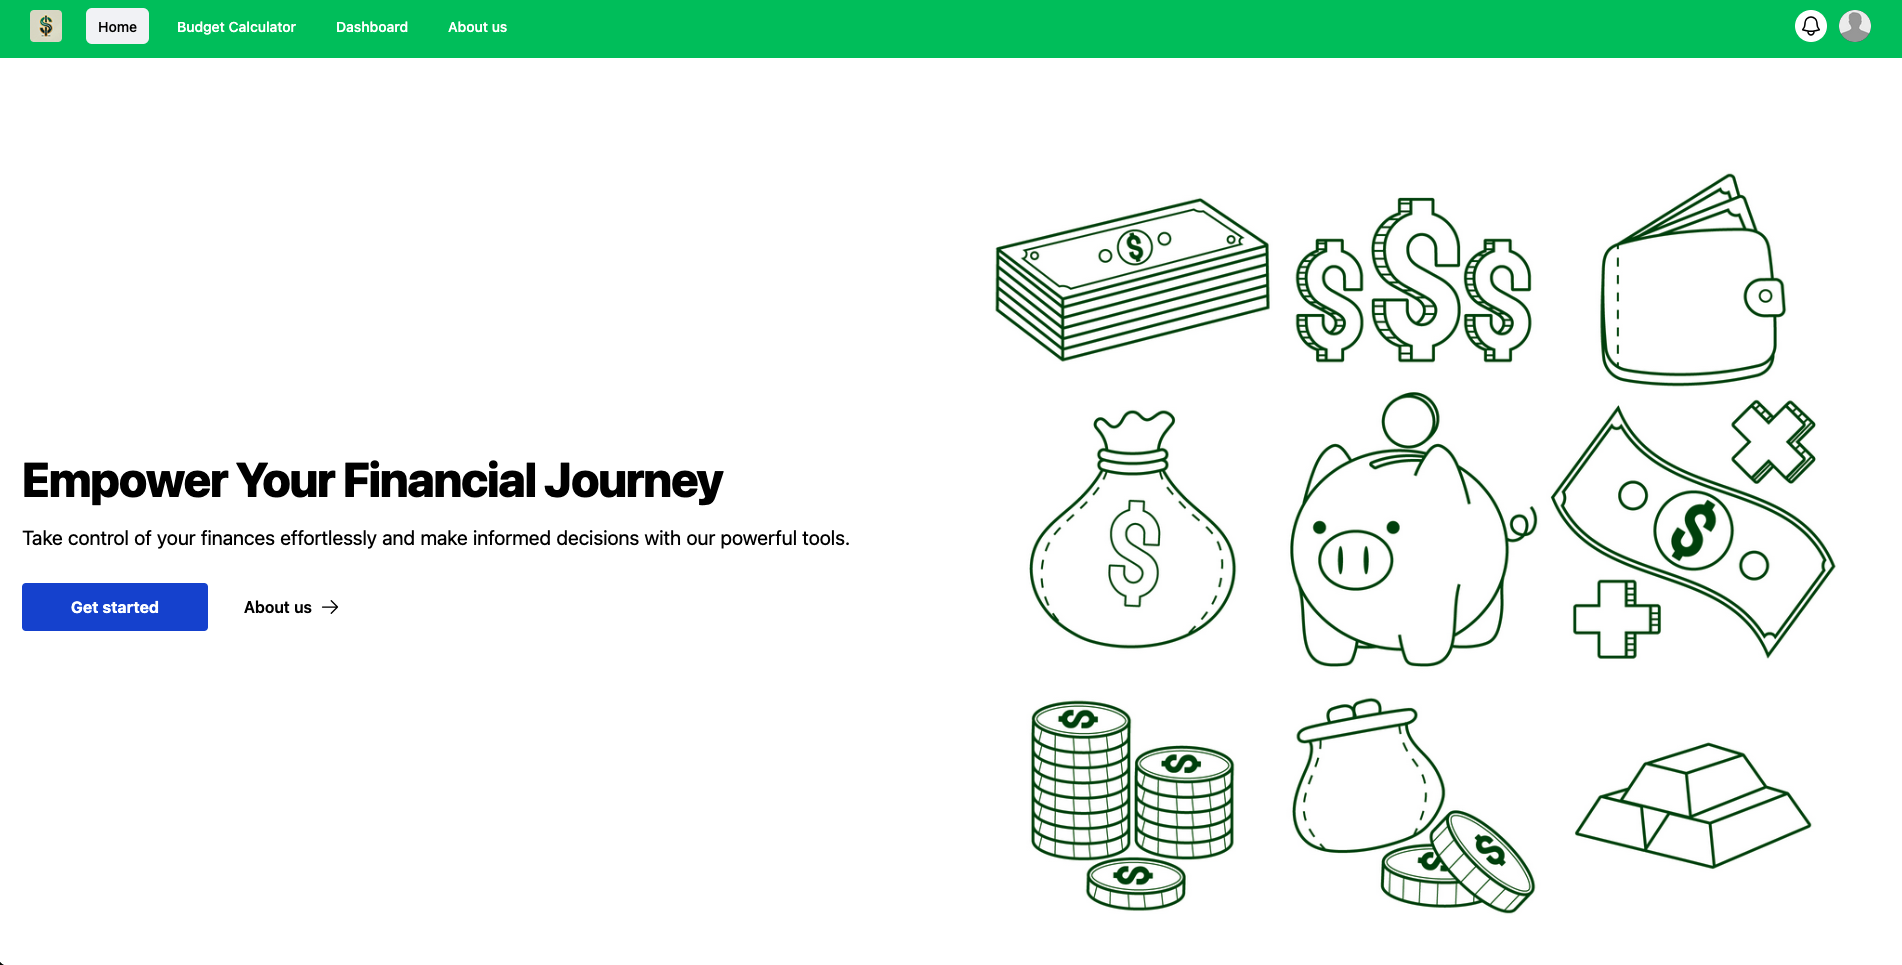 Home
Budget Calculator
Dashboard
About us
Empower Your Financial Journey
Take control of your finances effortlessly and make informed decisions with our powerful tools.
Get started
About us